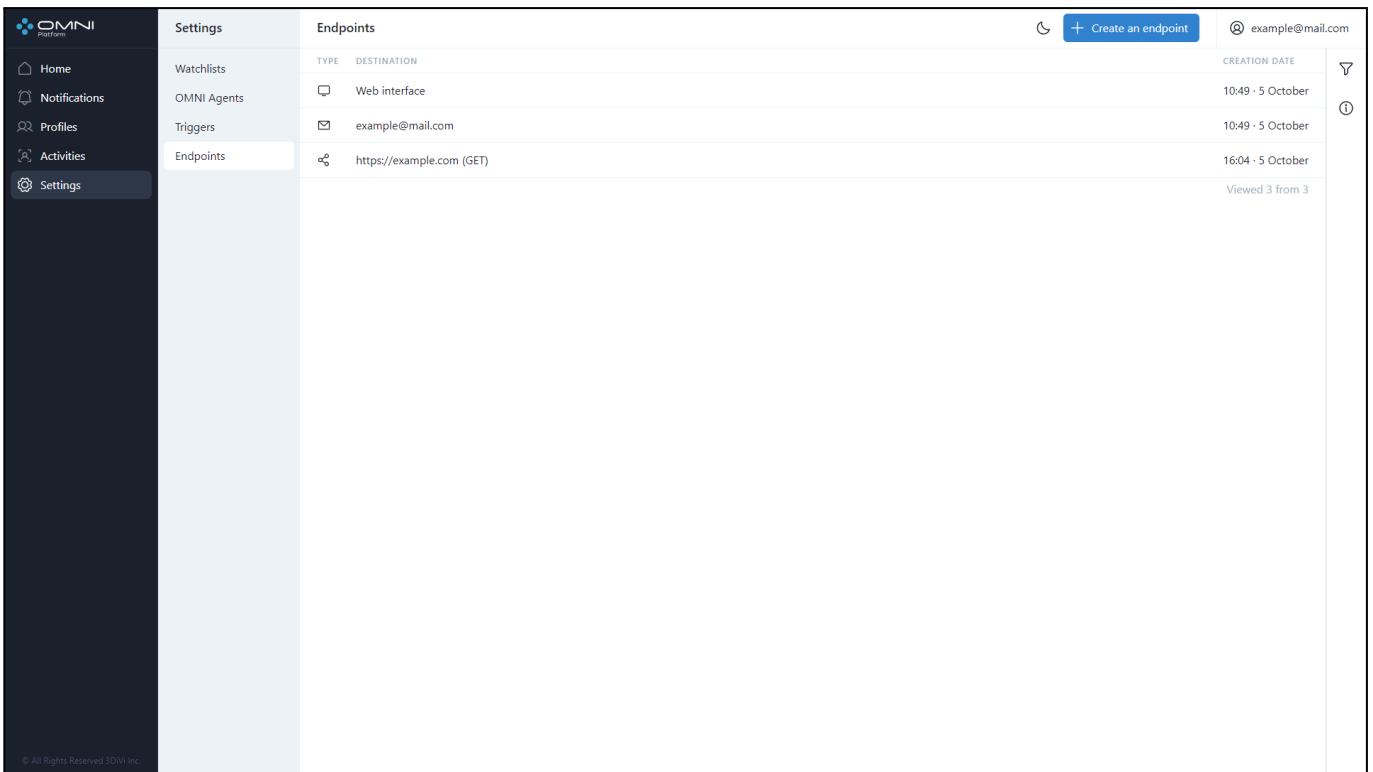 OMNI
Platform
Home
Notifications
Profiles
Activities
Settings
© All Rights Reserved 3DiVi Inc.
Settings
Watchlists
OMNI Agents
Triggers
Endpoints
Endpoints
Create an endpoint
example@mail.com
TYPE DESTINATION CREATION DATE
Web interface 10:49 · 5 October
example@mail.com 10:49 · 5 October
https://example.com (GET) 16:04 · 5 October
Viewed 3 from 3